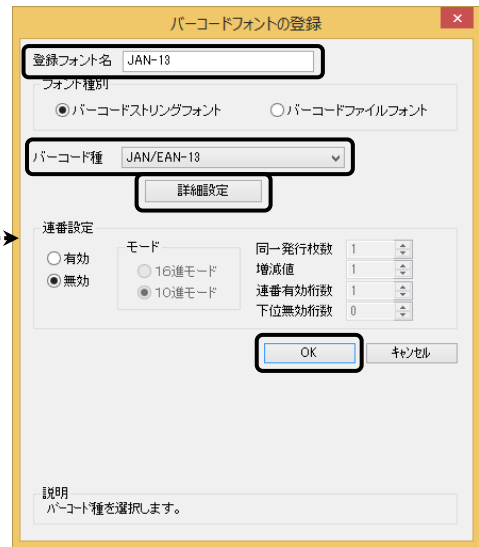 バーコードフォントの登録
登録フォント名 JAN-13
フォント種別
バーコードストリングフォント バーコードファイルフォント
バーコード種 JAN/EAN-13
詳細設定
連番設定
有効
無効
モード
16進モード
10進モード
同一発行枚数 1
増減値 1
連番有効桁数 1
下位無効桁数 0
OK キャンセル
説明
バーコード種を選択します。